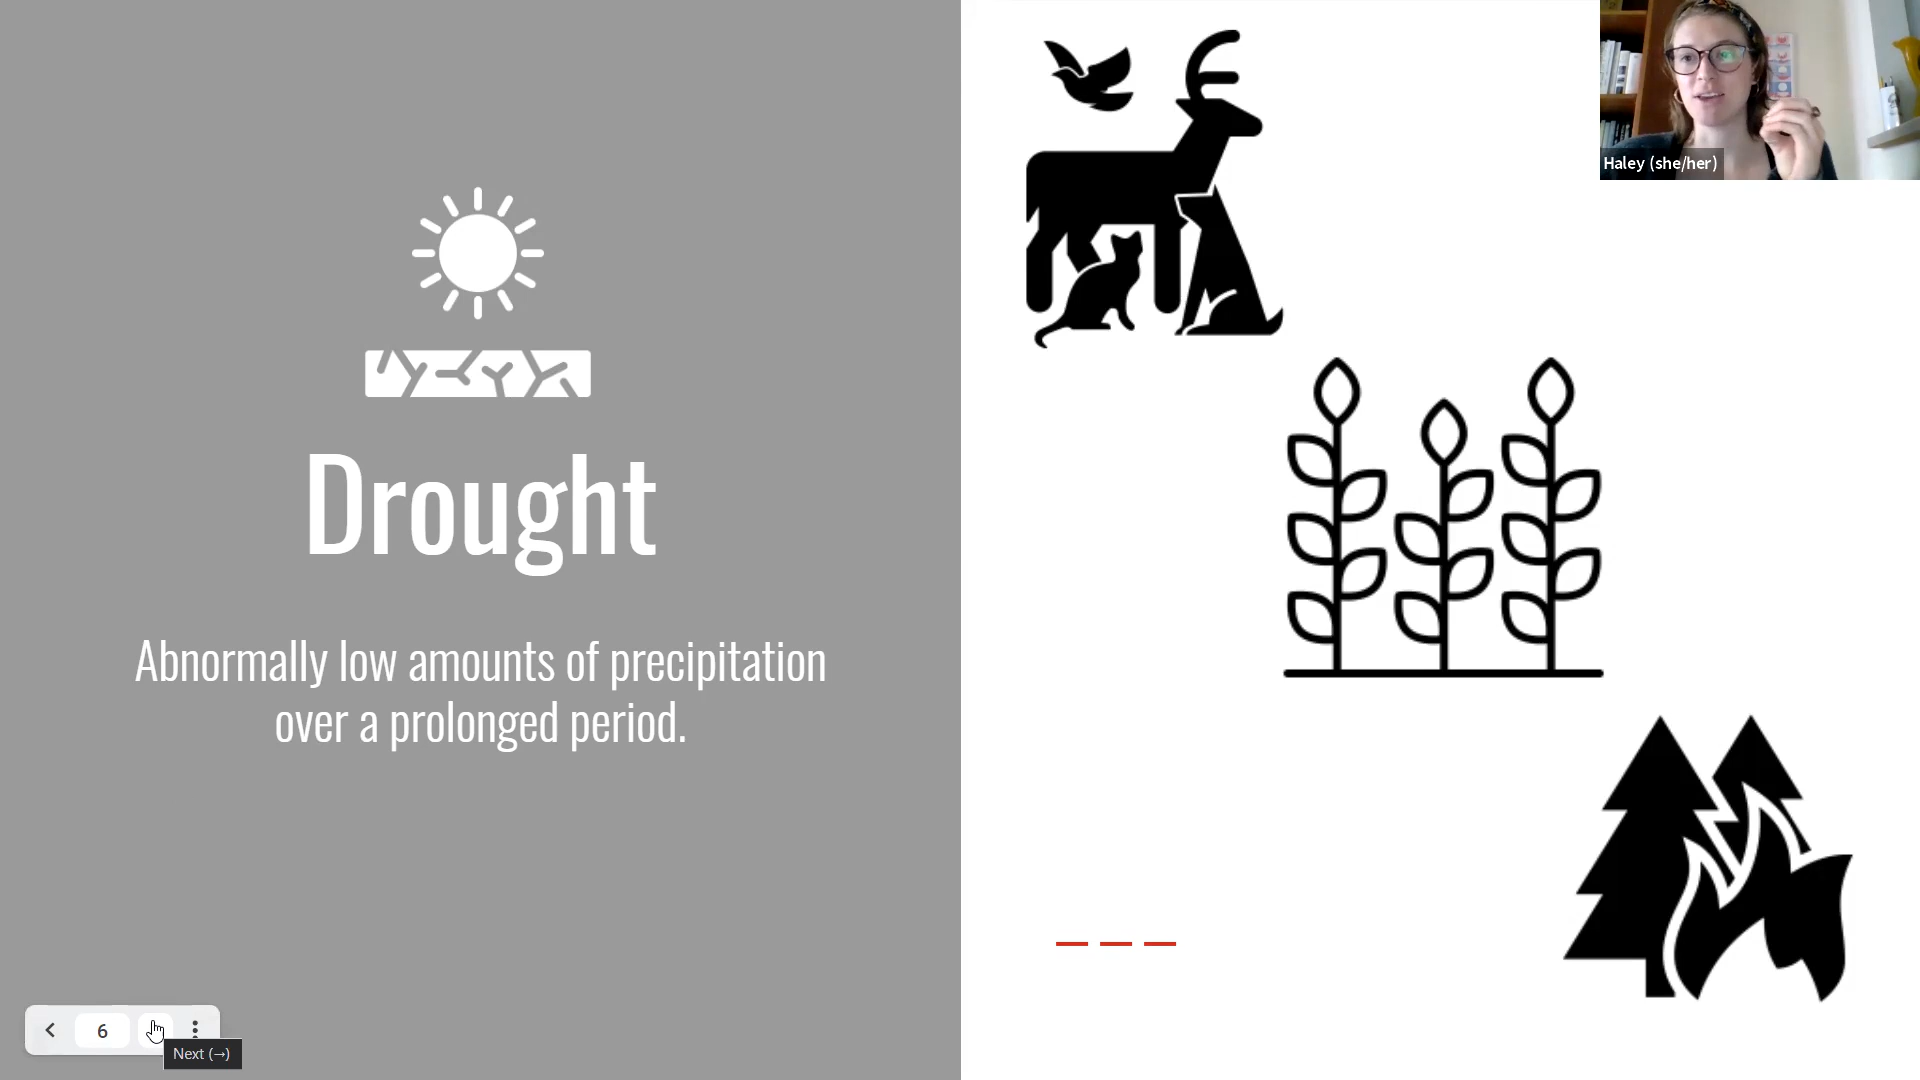 Haley (she/her)
Drought
Abnormally low amounts of precipitation
over a prolonged period.
6
Next (→)